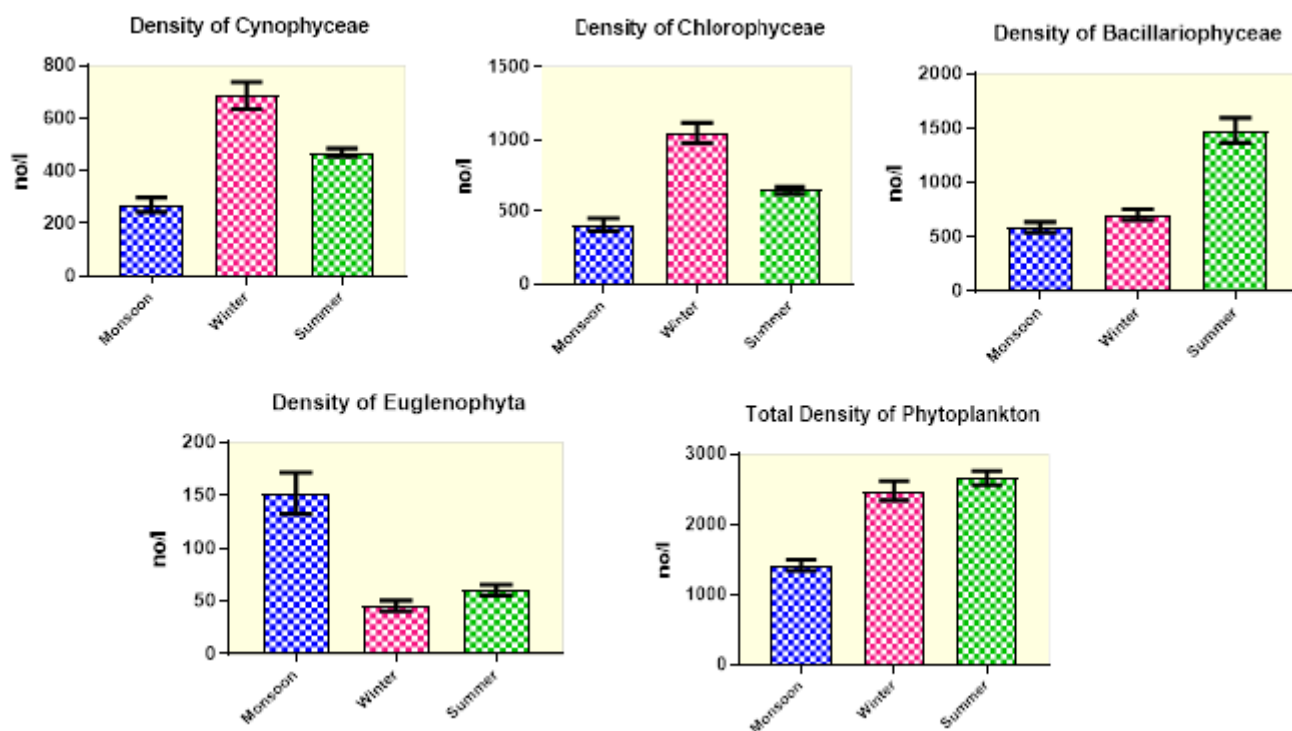 Density of Cynophyceae
800
600
400
200
0
no/l
Monsoon
Winter
Summer
Density of Chlorophyceae
1500
1000
500
0
no/l
Monsoon
Winter
Summer
Density of Bacillariophyceae
2000
1500
1000
500
0
no/l
Monsoon
Winter
Summer
Density of Euglenophyta
200
150
100
50
0
no/l
Monsoon
Winter
Summer
Total Density of Phytoplankton
3000
2000
1000
0
no/l
Monsoon
Winter
Summer